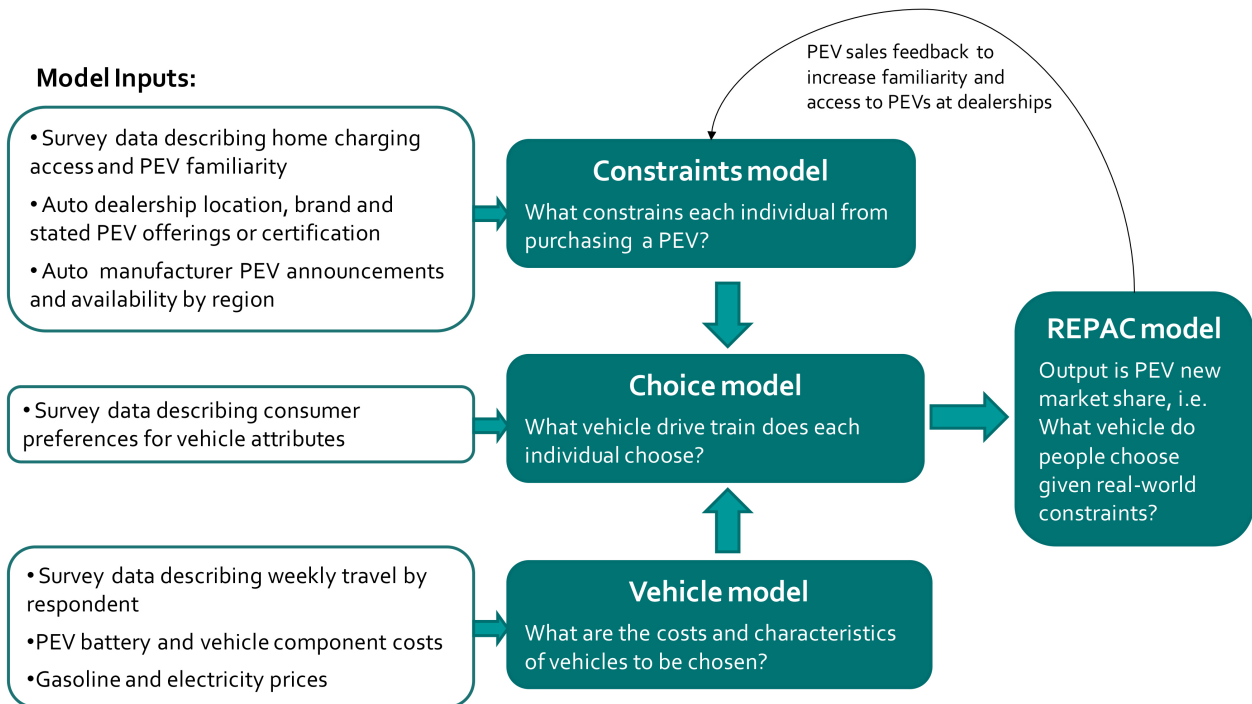 Model Inputs:
• Survey data describing home charging
access and PEV familiarity
• Auto dealership location, brand and
stated PEV offerings or certification
• Auto manufacturer PEV announcements
and availability by region
• Survey data describing consumer
preferences for vehicle attributes
• Survey data describing weekly travel by
respondent
•PEV battery and vehicle component costs
•Gasoline and electricity prices
Constraints model
What constrains each individual from
purchasing a PEV?
Choice model
What vehicle drive train does each
individual choose?
Vehicle model
What are the costs and characteristics
of vehicles to be chosen?
PEV sales feedback to
increase familiarity and
access to PEVs at dealerships
REPAC model
Output is PEV new
market share, i.e.
What vehicle do
people choose
given real-world
constraints?